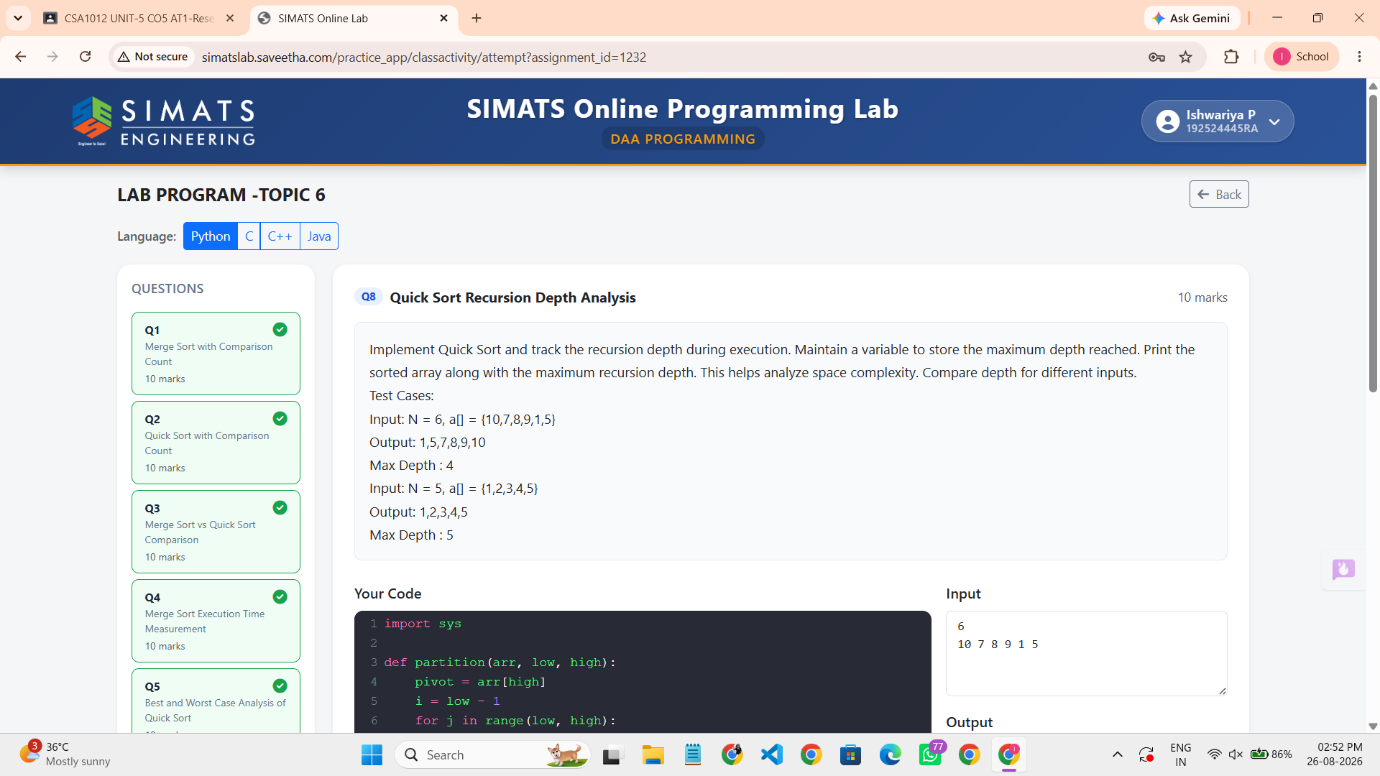 CSA1012 UNIT-5 CO5 AT1-Rese
SIMATS Online Lab
Ask Gemini
Not secure
simatslab.saveetha.com/practice_app/classactivity/attempt?assignment_id=1232
I
School
SIMATS
ENGINEERING
Engineer to Excel
SIMATS Online Programming Lab
DAA PROGRAMMING
Ishwariya P
192524445RA
LAB PROGRAM -TOPIC 6
← Back
Language:
Python
C
C++
Java
QUESTIONS
Q1
Merge Sort with Comparison
Count
10 marks
Q2
Quick Sort with Comparison
Count
10 marks
Q3
Merge Sort vs Quick Sort
Comparison
10 marks
Q4
Merge Sort Execution Time
Measurement
10 marks
Q5
Best and Worst Case Analysis of
Quick Sort
Q8 Quick Sort Recursion Depth Analysis
10 marks
Implement Quick Sort and track the recursion depth during execution. Maintain a variable to store the maximum depth reached. Print the
sorted array along with the maximum recursion depth. This helps analyze space complexity. Compare depth for different inputs.
Test Cases:
Input: N = 6, a[] = {10,7,8,9,1,5}
Output: 1,5,7,8,9,10
Max Depth : 4
Input: N = 5, a[] = {1,2,3,4,5}
Output: 1,2,3,4,5
Max Depth : 5
Your Code
1 import sys
2
3 def partition(arr, low, high):
4 pivot = arr[high]
5 i = low - 1
6 for j in range(low, high):
Input
6
10 7 8 9 1 5
Output
3
36°C
Mostly sunny
Search
77
ENG
IN
86%
02:52 PM
26-08-2026